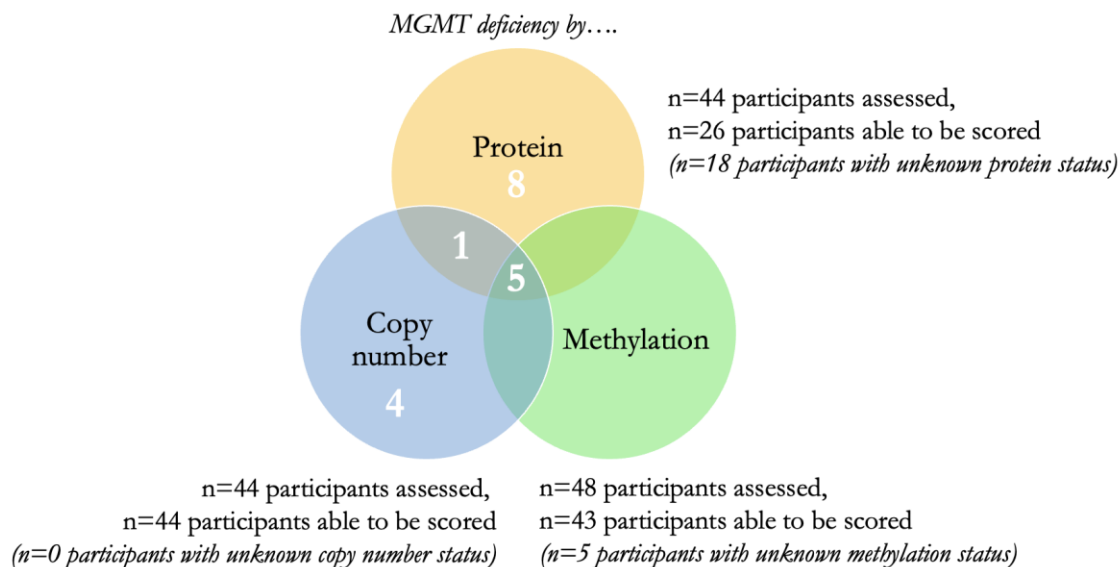 MGMT deficiency by….
n=44 participants assessed,
n=26 participants able to be scored
(n=18 participants with unknown protein status)
Protein
8
1
5
Copy
number
4
Methylation
n=44 participants assessed,
n=44 participants able to be scored
(n=0 participants with unknown copy number status)
n=48 participants assessed,
n=43 participants able to be scored
(n=5 participants with unknown methylation status)